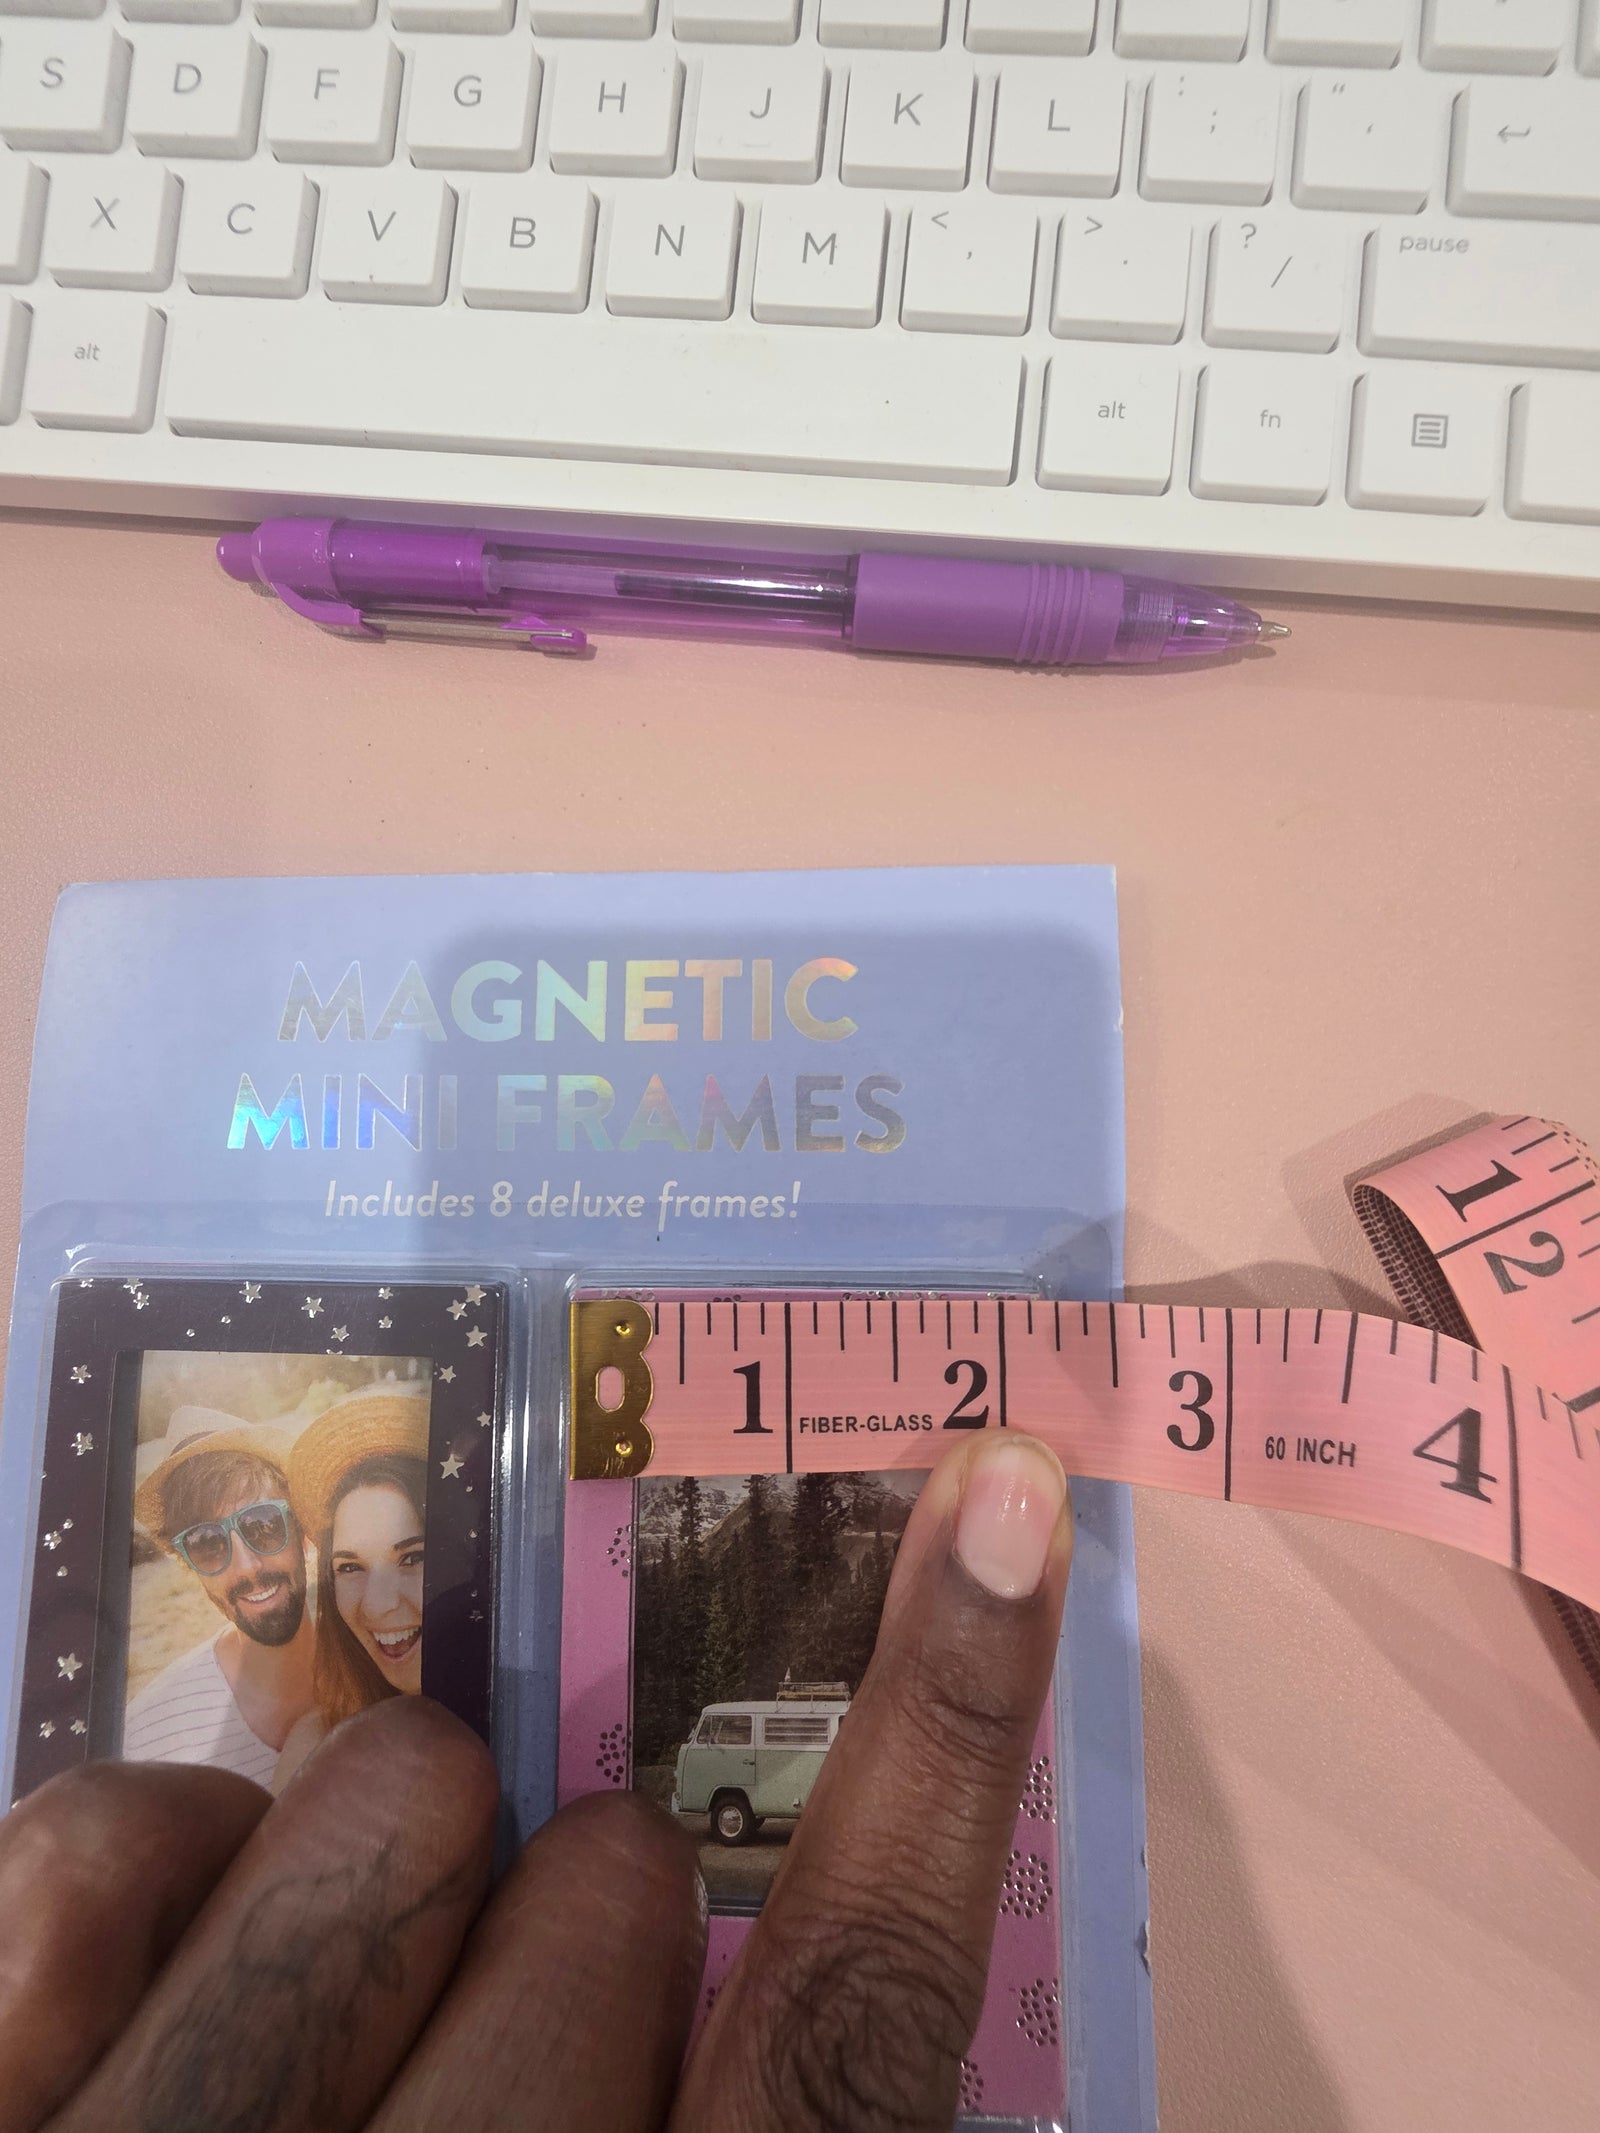 S D F G H J K L : ; " ' ↵
X C V B N M < , > . ? / pause
alt alt fn
MAGNETIC
MINI FRAMES
Includes 8 deluxe frames!
1 FIBER-GLASS 2 3 60 INCH 4
1 2